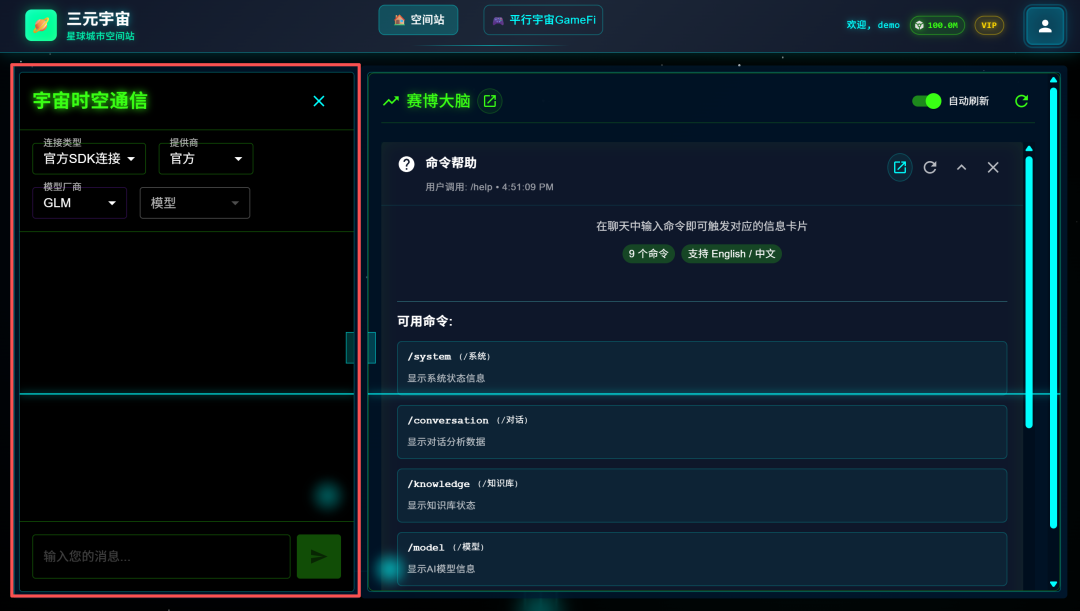 三元宇宙
星球城市空间站
空间站
平行宇宙GameFi
欢迎, demo
100.0M
VIP
宇宙时空通信
连接类型
官方SDK连接
提供商
官方
模型厂商
GLM
模型
输入您的消息...
赛博大脑
自动刷新
命令帮助
用户调用: /help • 4:51:09 PM
在聊天中输入命令即可触发对应的信息卡片
9 个命令
支持 English / 中文
可用命令:
/system (/系统)
显示系统状态信息
/conversation (/对话)
显示对话分析数据
/knowledge (/知识库)
显示知识库状态
/model (/模型)
显示AI模型信息